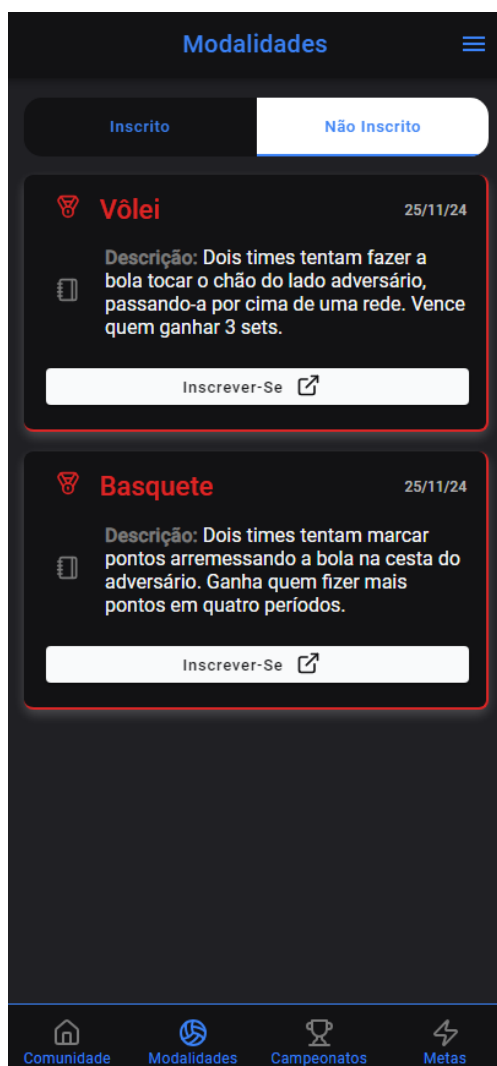 Modalidades
Inscrito
Não Inscrito
Vôlei
25/11/24
Descrição: Dois times tentam fazer a
bola tocar o chão do lado adversário,
passando-a por cima de uma rede. Vence
quem ganhar 3 sets.
Inscrever-Se
Basquete
25/11/24
Descrição: Dois times tentam marcar
pontos arremessando a bola na cesta do
adversário. Ganha quem fizer mais
pontos em quatro períodos.
Inscrever-Se
Comunidade
Modalidades
Campeonatos
Metas